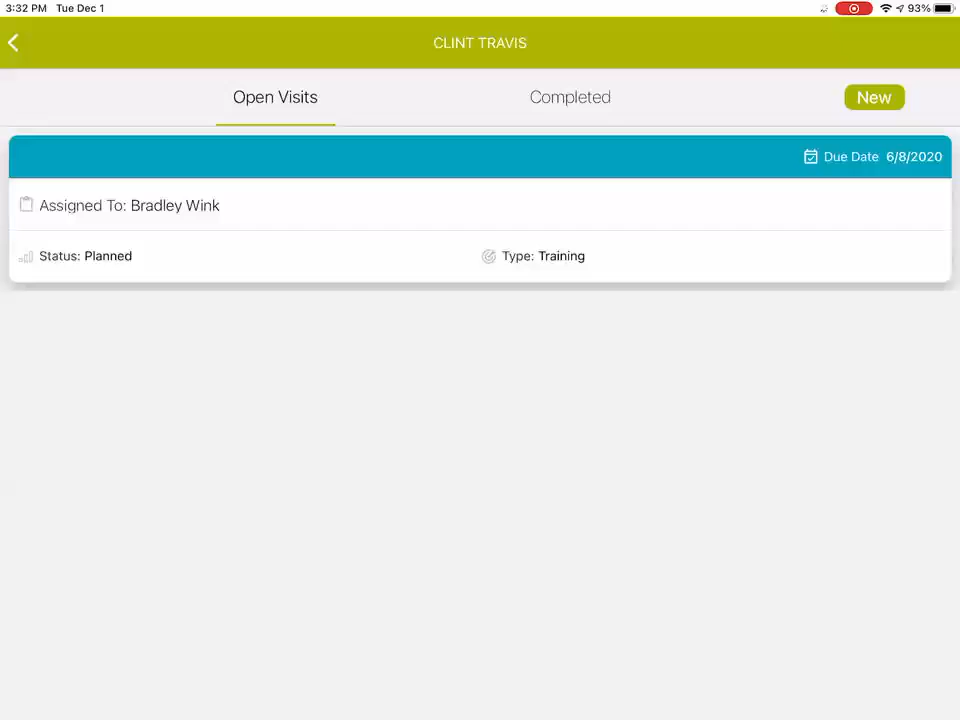 3:32 PM Tue Dec 1 93%
CLINT TRAVIS
Open Visits Completed New
Due Date 6/8/2020
Assigned To: Bradley Wink
Status: Planned Type: Training